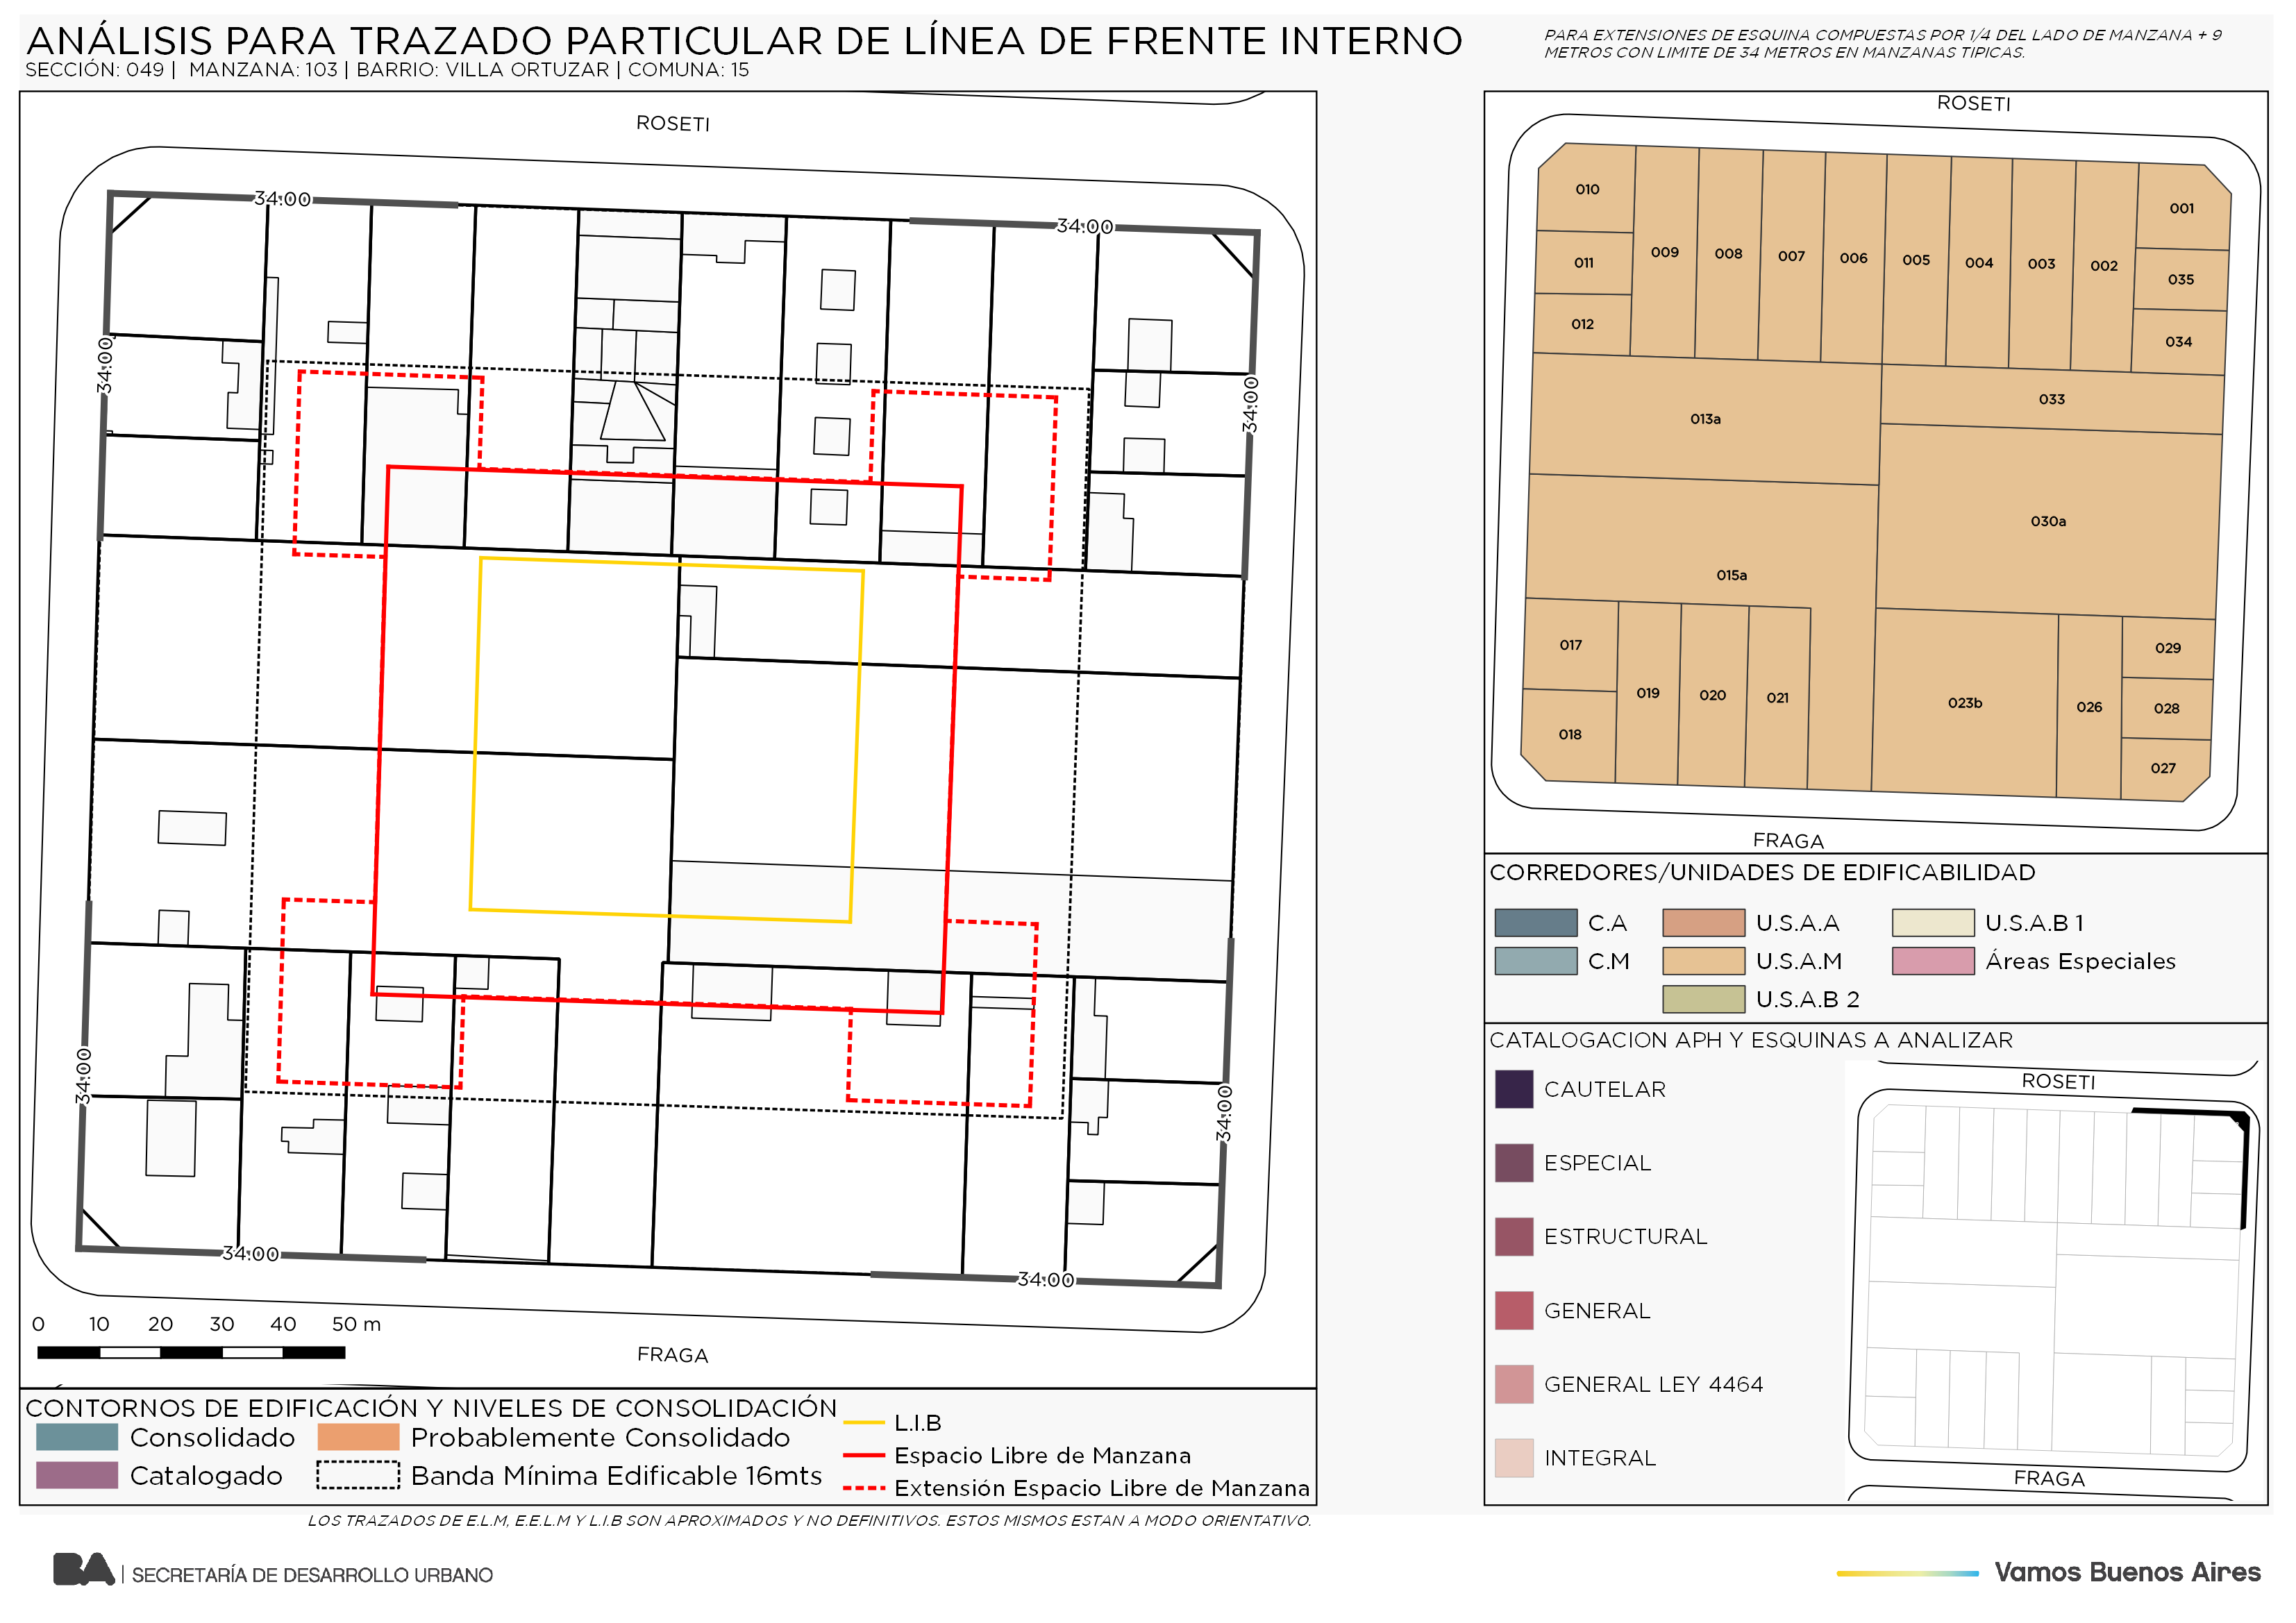 ANÁLISIS PARA TRAZADO PARTICULAR DE LÍNEA DE FRENTE INTERNO
SECCIÓN: 049 | MANZANA: 103 | BARRIO: VILLA ORTUZAR | COMUNA: 15
PARA EXTENSIONES DE ESQUINA COMPUESTAS POR 1/4 DEL LADO DE MANZANA + 9
METROS CON LIMITE DE 34 METROS EN MANZANAS TIPICAS.
ROSETI
34:00
34:00
34:00
34:00
34:00
34:00
34:00
34:00
0 10 20 30 40 50 m
FRAGA
CONTORNOS DE EDIFICACIÓN Y NIVELES DE CONSOLIDACIÓN
Consolidado
Probablemente Consolidado
Catalogado
Banda Mínima Edificable 16mts
L.I.B
Espacio Libre de Manzana
Extensión Espacio Libre de Manzana
LOS TRAZADOS DE E.L.M, E.E.L.M Y L.I.B SON APROXIMADOS Y NO DEFINITIVOS. ESTOS MISMOS ESTAN A MODO ORIENTATIVO.
ROSETI
010
001
011
009
008
007
006
005
004
003
002
035
012
034
013a
033
030a
015a
017
029
019
020
021
023b
026
028
018
027
FRAGA
CORREDORES/UNIDADES DE EDIFICABILIDAD
C.A
U.S.A.A
U.S.A.B 1
C.M
U.S.A.M
Áreas Especiales
U.S.A.B 2
CATALOGACION APH Y ESQUINAS A ANALIZAR
CAUTELAR
ESPECIAL
ESTRUCTURAL
GENERAL
GENERAL LEY 4464
INTEGRAL
ROSETI
FRAGA
BA | SECRETARÍA DE DESARROLLO URBANO
Vamos Buenos Aires